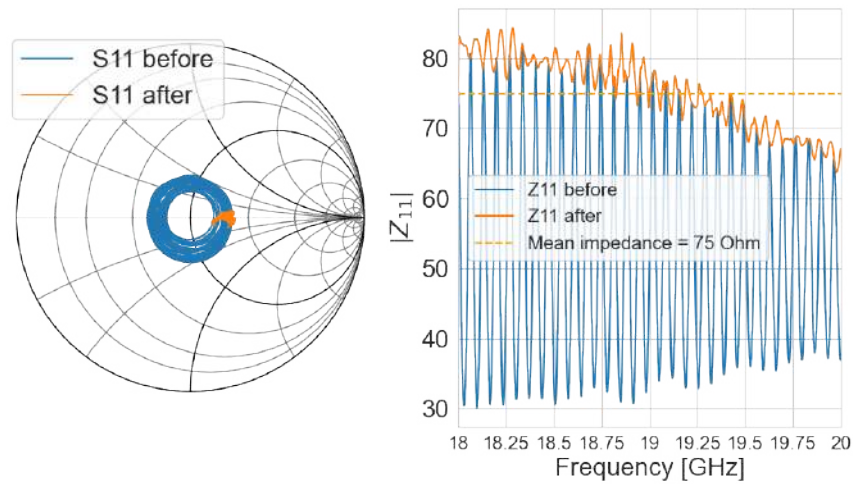 S11 before
S11 after
|Z11|
80
70
60
50
40
30
Z11 before
Z11 after
Mean impedance = 75 Ohm
18 18.25 18.5 18.75 19 19.25 19.5 19.75 20
Frequency [GHz]